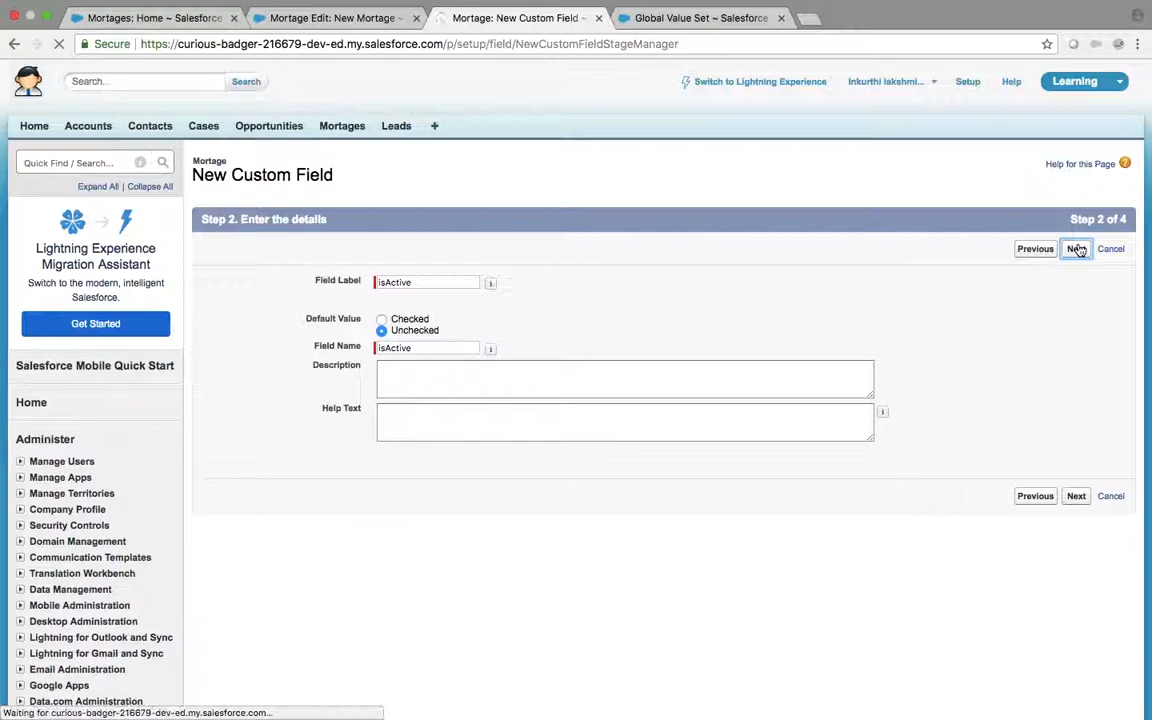 Mortages: Home ~ Salesforce
Mortage Edit: New Mortage ~
Mortage: New Custom Field ~
Global Value Set ~ Salesforce
Secure
https://curious-badger-216679-dev-ed.my.salesforce.com/p/setup/field/NewCustomFieldStageManager
Search...
Search
Switch to Lightning Experience
Inkurthi lakshmi...
Setup
Help
Learning
Home
Accounts
Contacts
Cases
Opportunities
Mortages
Leads
+
Quick Find / Search...
Expand All | Collapse All
Lightning Experience
Migration Assistant
Switch to the modern, intelligent
Salesforce.
Get Started
Salesforce Mobile Quick Start
Home
Administer
Manage Users
Manage Apps
Manage Territories
Company Profile
Security Controls
Domain Management
Communication Templates
Translation Workbench
Data Management
Mobile Administration
Desktop Administration
Lightning for Outlook and Sync
Lightning for Gmail and Sync
Email Administration
Google Apps
Data.com Administration
Mortage
New Custom Field
Help for this Page
Step 2. Enter the details
Step 2 of 4
Previous
Next
Cancel
Field Label
isActive
Default Value
Checked
Unchecked
Field Name
isActive
Description
Help Text
Previous
Next
Cancel
Waiting for curious-badger-216679-dev-ed.my.salesforce.com...